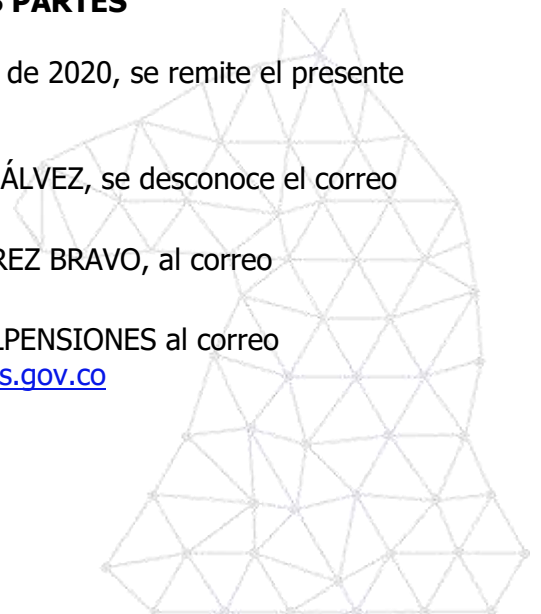 PARTES
de 2020, se remite el presente
ÁLVEZ, se desconoce el correo
REZ BRAVO, al correo
LPENSIONES al correo
s.gov.co